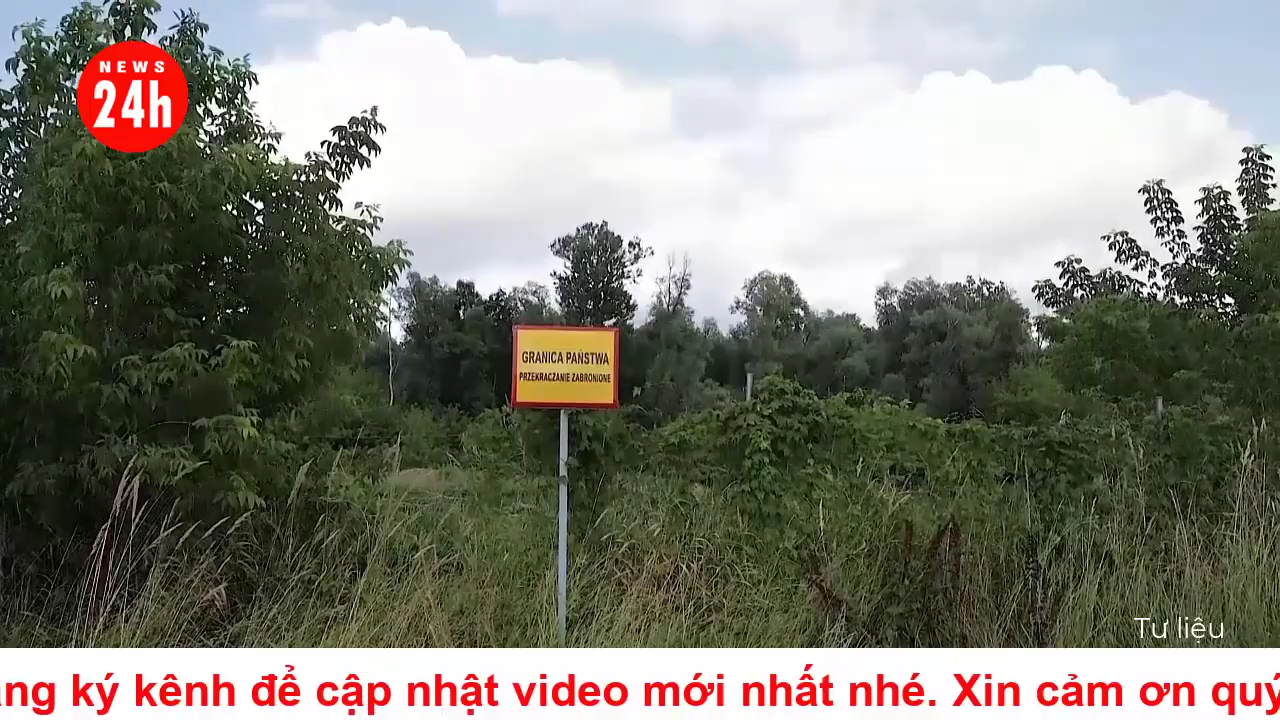 NEWS
24h
GRANICA PAŃSTWA
PRZEKRACZANIE ZABRONIONE
Tư liệu
ký kênh để cập nhật video mới nhất nhé. Xin cảm ơn quý